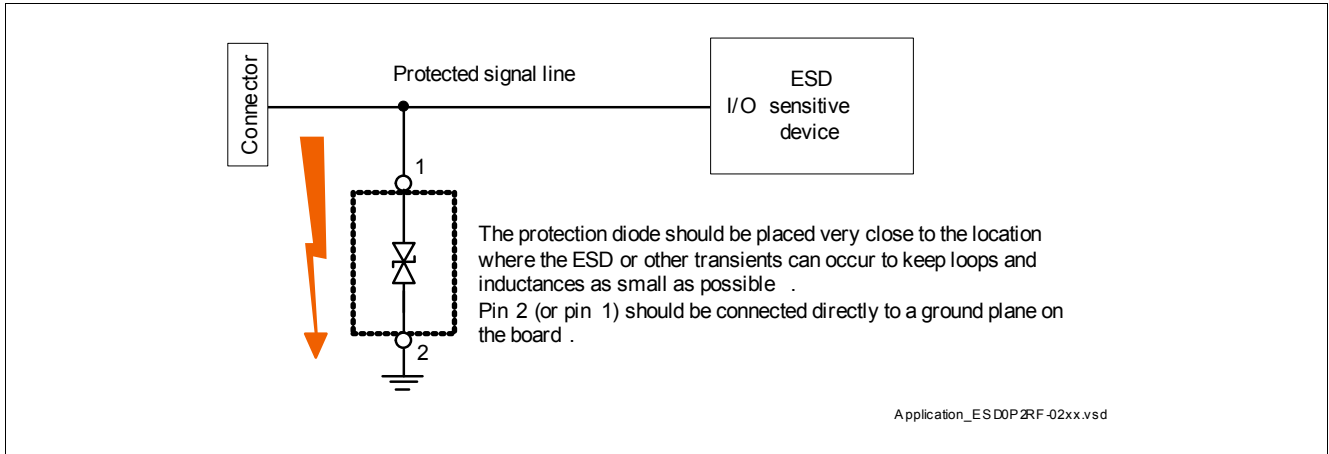 Connector
Protected signal line
ESD
I/O sensitive
device
1
The protection diode should be placed very close to the location
where the ESD or other transients can occur to keep loops and
inductances as small as possible .
Pin 2 (or pin 1) should be connected directly to a ground plane on
the board .
2
Application_ESD0P2RF-02xx.vsd